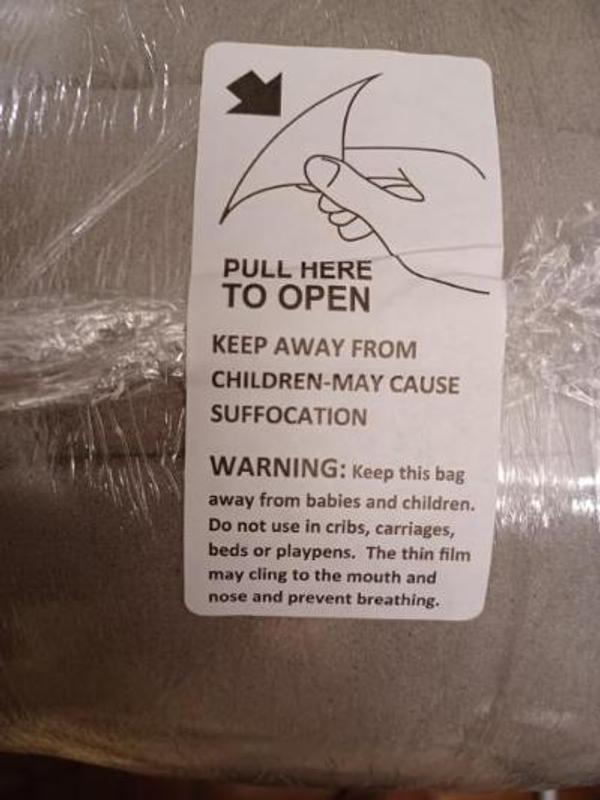 PULL HERE
TO OPEN
KEEP AWAY FROM
CHILDREN-MAY CAUSE
SUFFOCATION
WARNING: Keep this bag
away from babies and children.
Do not use in cribs, carriages,
beds or playpens. The thin film
may cling to the mouth and
nose and prevent breathing.